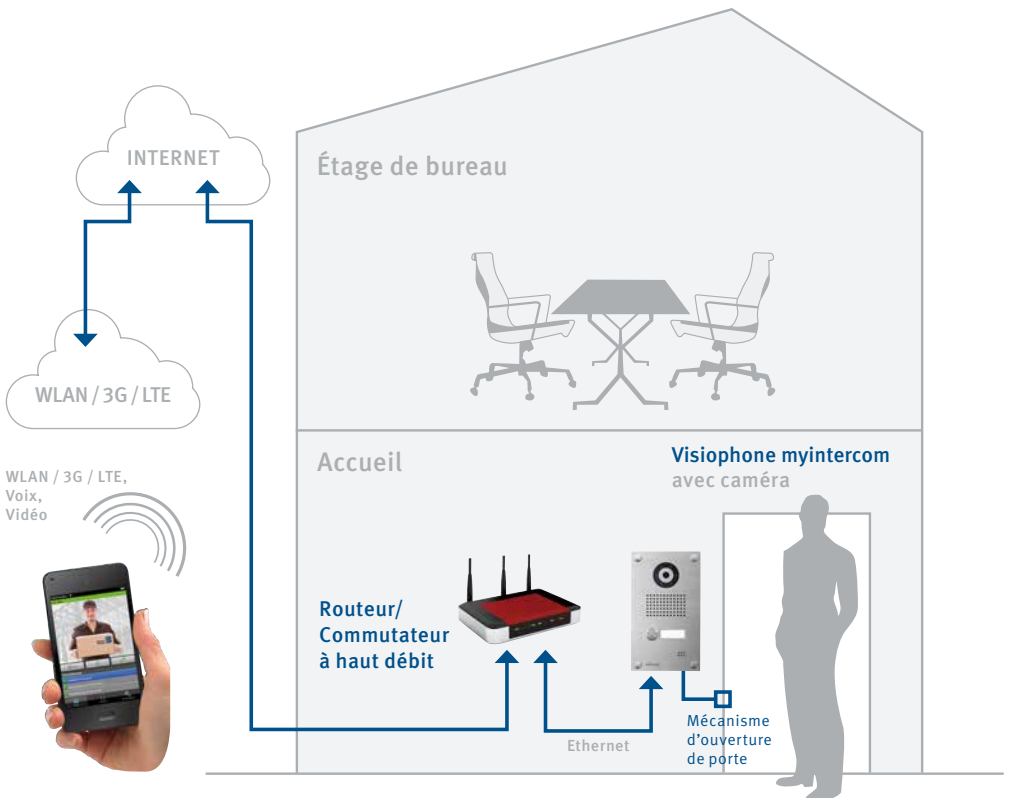 INTERNET
Étage de bureau
WLAN / 3G / LTE
Accueil
Visiophone myintercom
avec caméra
WLAN / 3G / LTE,
Voix,
Vidéo
Routeur/
Commutateur
à haut débit
Ethernet
Mécanisme
d'ouverture
de porte